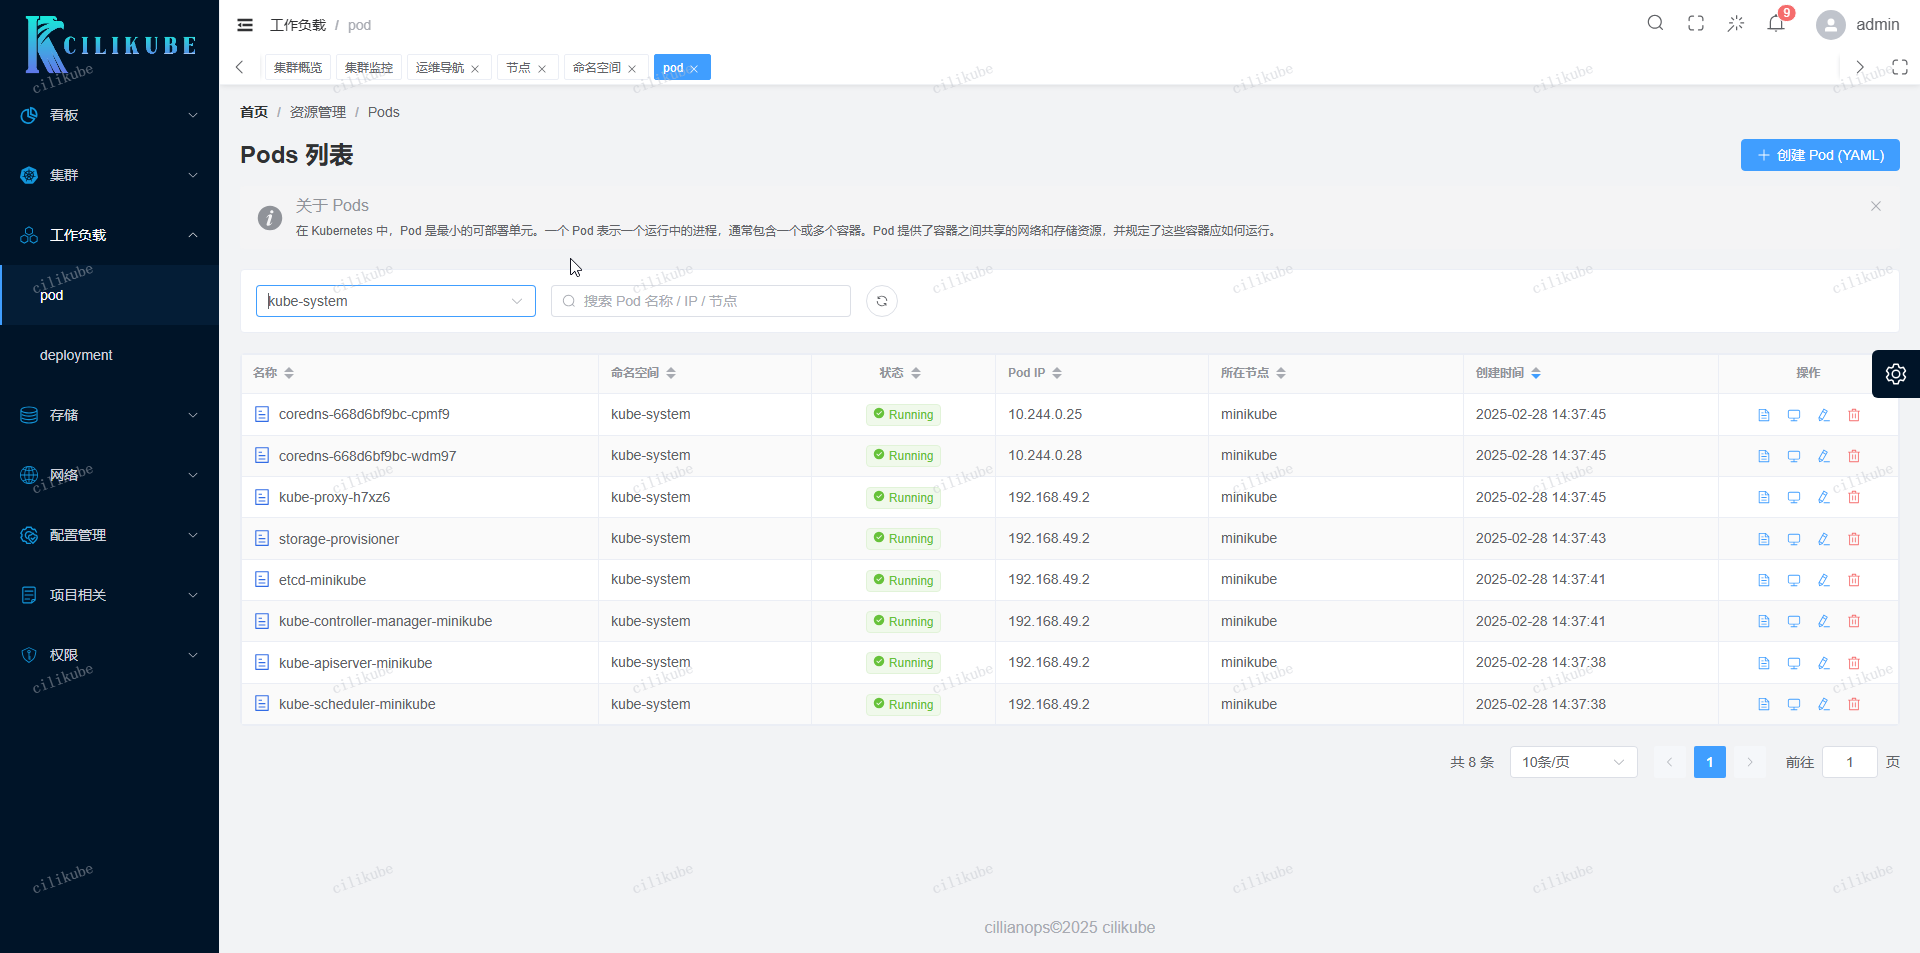 CILIKUBE
看板
集群
工作负载
pod
deployment
存储
网络
配置管理
项目相关
权限
工作负载 / pod
9
admin
集群概览
集群监控
运维导航
节点
命名空间
pod
首页 / 资源管理 / Pods
Pods 列表
创建 Pod (YAML)
关于 Pods
在 Kubernetes 中，Pod 是最小的可部署单元。一个 Pod 表示一个运行中的进程，通常包含一个或多个容器。Pod 提供了容器之间共享的网络和存储资源，并规定了这些容器应如何运行。
kube-system
搜索 Pod 名称 / IP / 节点
名称 命名空间 状态 Pod IP 所在节点 创建时间 操作
coredns-668d6bf9bc-cpmf9 kube-system Running 10.244.0.25 minikube 2025-02-28 14:37:45
coredns-668d6bf9bc-wdm97 kube-system Running 10.244.0.28 minikube 2025-02-28 14:37:45
kube-proxy-h7xz6 kube-system Running 192.168.49.2 minikube 2025-02-28 14:37:45
storage-provisioner kube-system Running 192.168.49.2 minikube 2025-02-28 14:37:43
etcd-minikube kube-system Running 192.168.49.2 minikube 2025-02-28 14:37:41
kube-controller-manager-minikube kube-system Running 192.168.49.2 minikube 2025-02-28 14:37:41
kube-apiserver-minikube kube-system Running 192.168.49.2 minikube 2025-02-28 14:37:38
kube-scheduler-minikube kube-system Running 192.168.49.2 minikube 2025-02-28 14:37:38
共 8 条 10条/页 1 前往 1 页
cilikube
cillianops©2025 cilikube